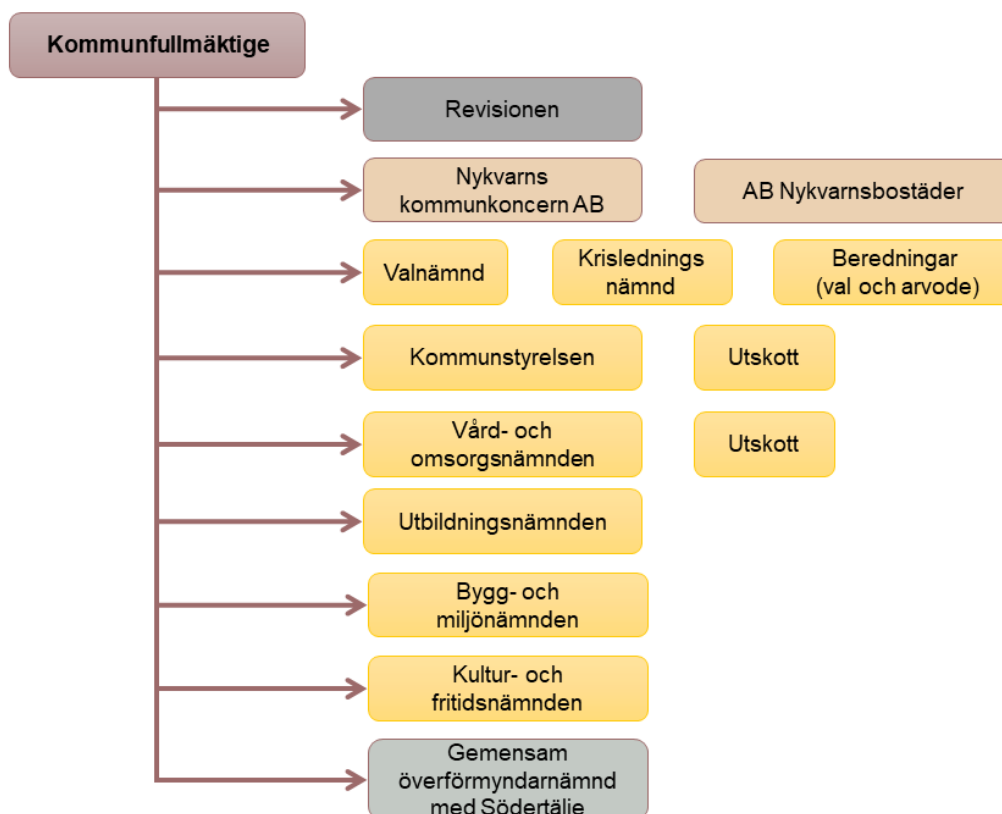 Kommunfullmäktige
Revisionen
Nykvarns
kommunkoncern AB
AB Nykvarnsbostäder
Valnämnd
Krislednings
nämnd
Beredningar
(val och arvode)
Kommunstyrelsen
Utskott
Vård- och
omsorgsnämnden
Utskott
Utbildningsnämnden
Bygg- och
miljönämnden
Kultur- och
fritidsnämnden
Gemensam
överförmyndarnämnd
med Södertälje